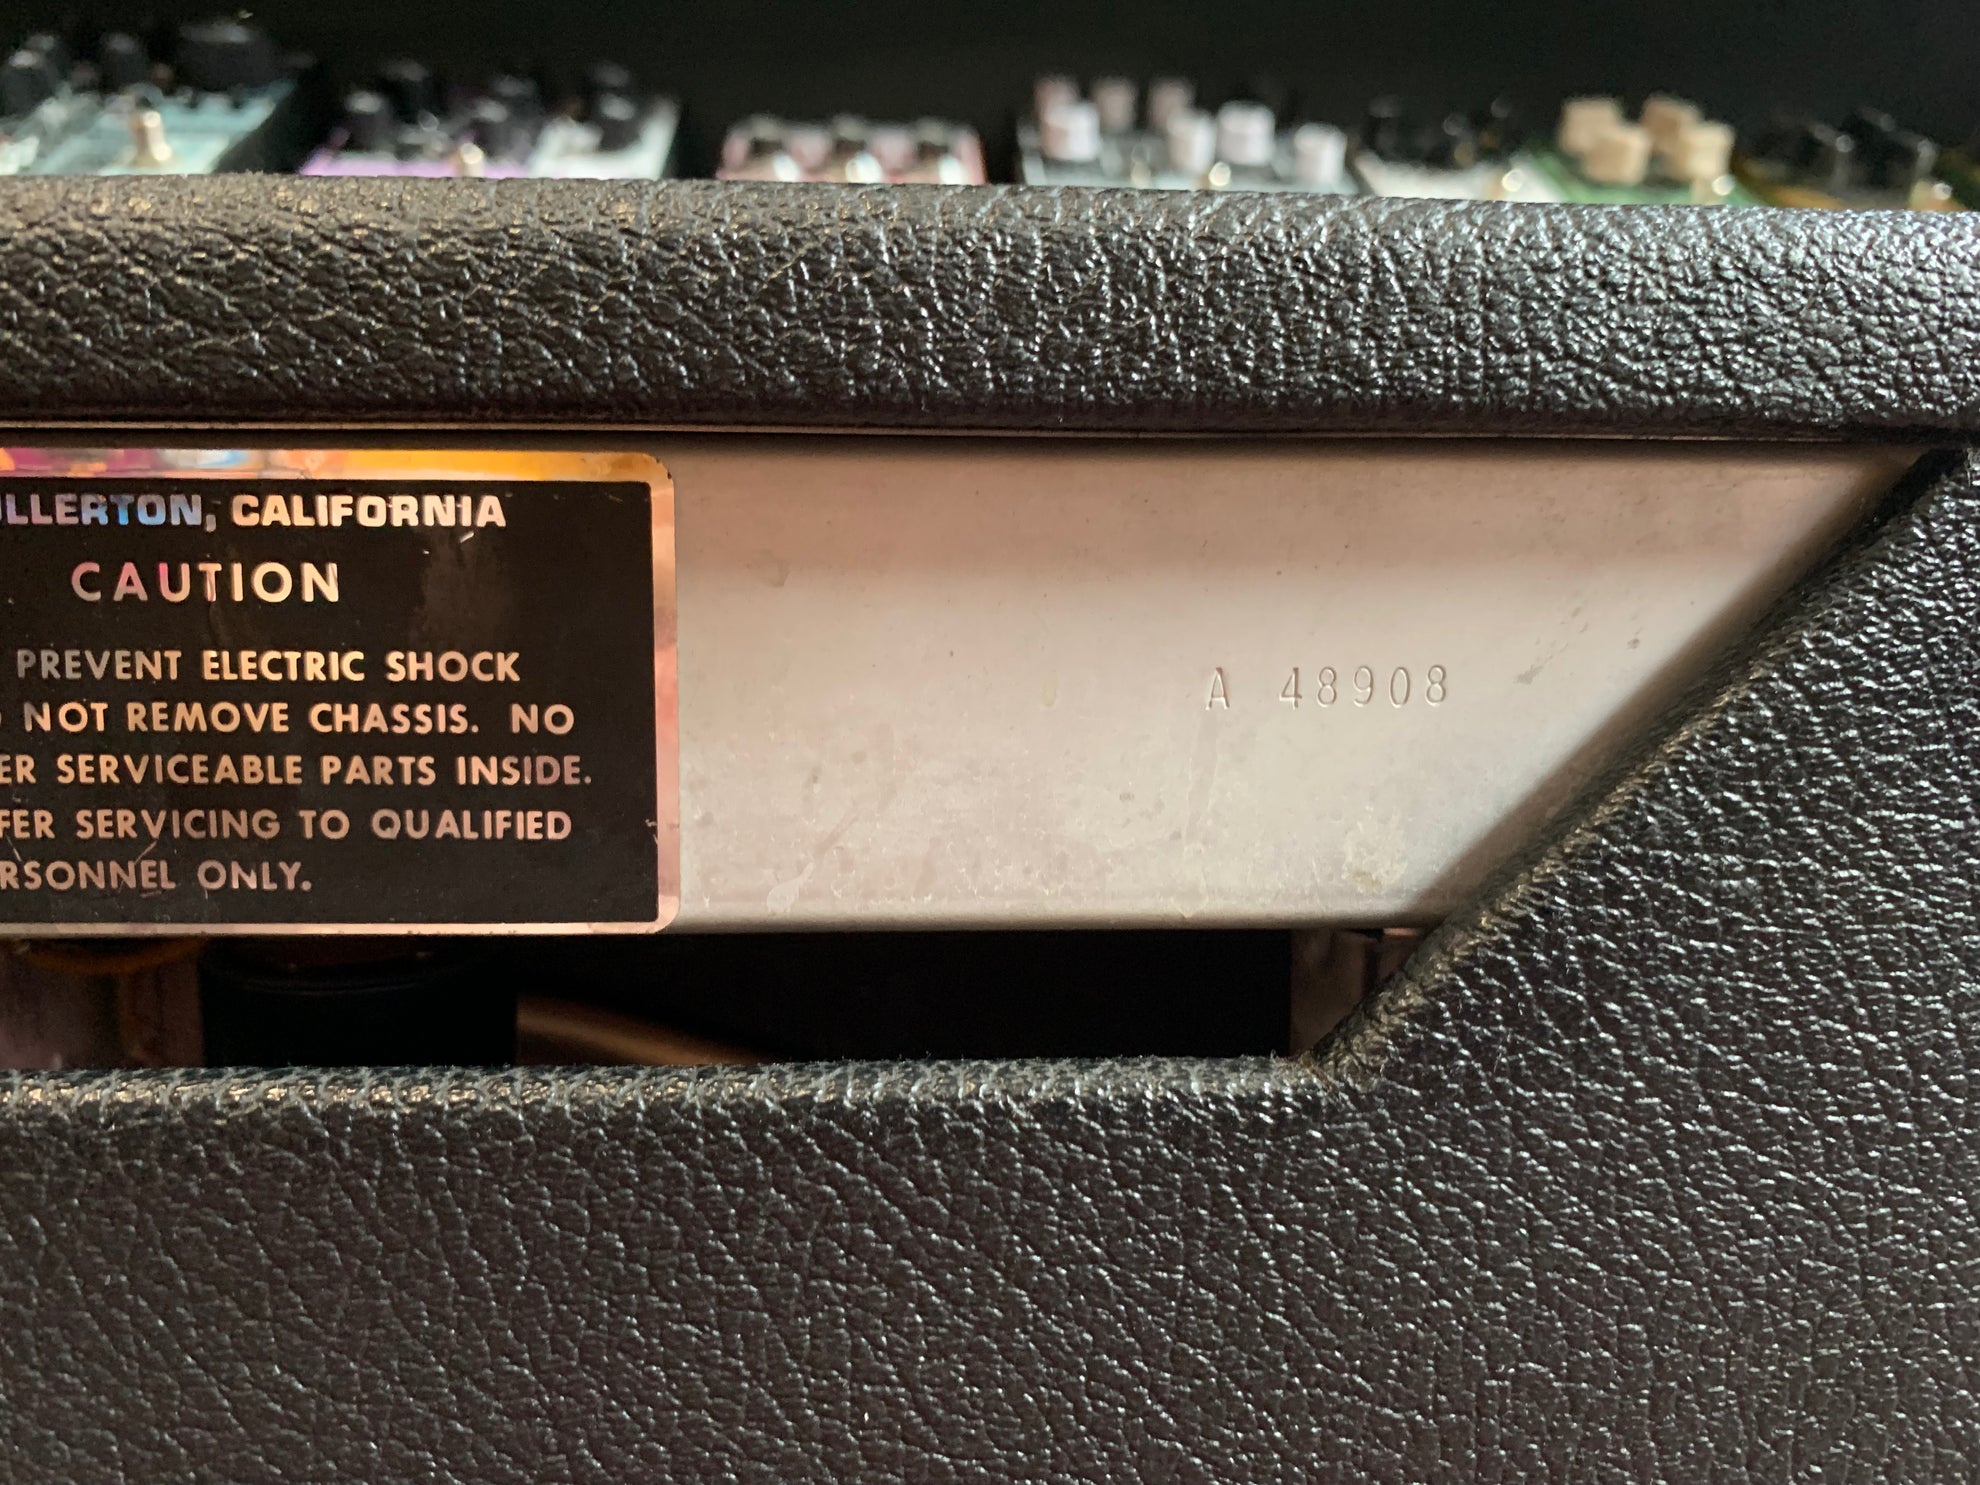 ULLERTON, CALIFORNIA
CAUTION
PREVENT ELECTRIC SHOCK
NOT REMOVE CHASSIS. NO
ER SERVICEABLE PARTS INSIDE.
FER SERVICING TO QUALIFIED
RSONNEL ONLY.
A 48908